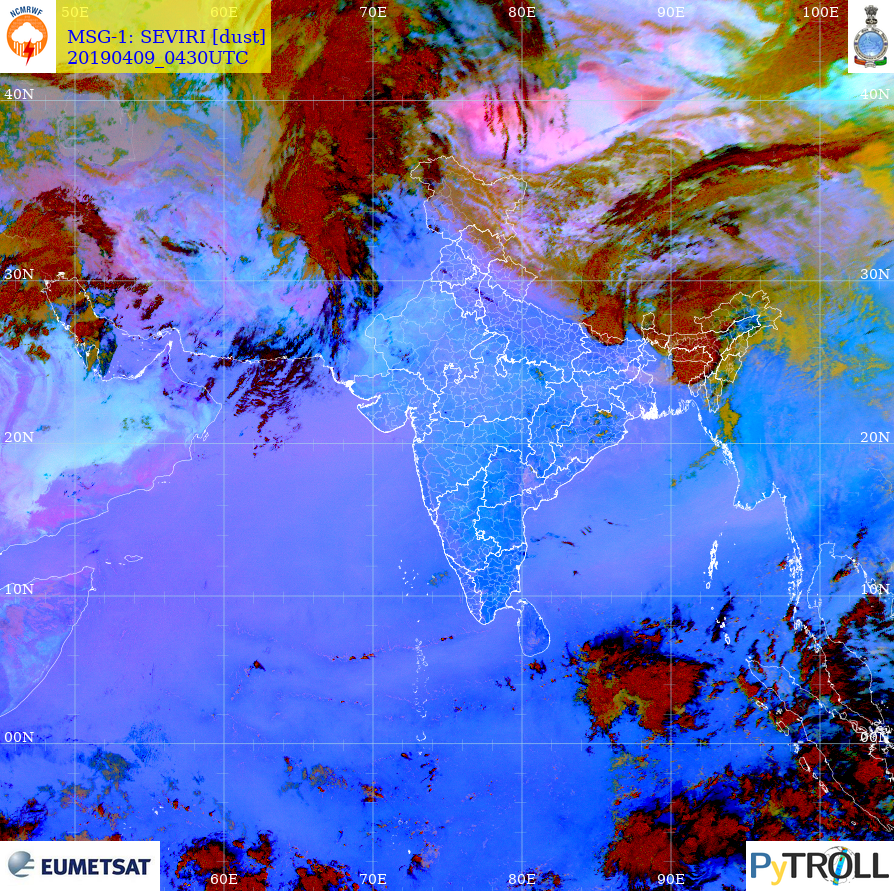 NCMRWF
50E 60E 70E 80E 90E 100E
MSG-1: SEVIRI [dust]
20190409_0430UTC
40N 40N
30N 30N
20N 20N
10N 10N
00N 00N
60E 70E 80E 90E
EUMETSAT
PyTROLL